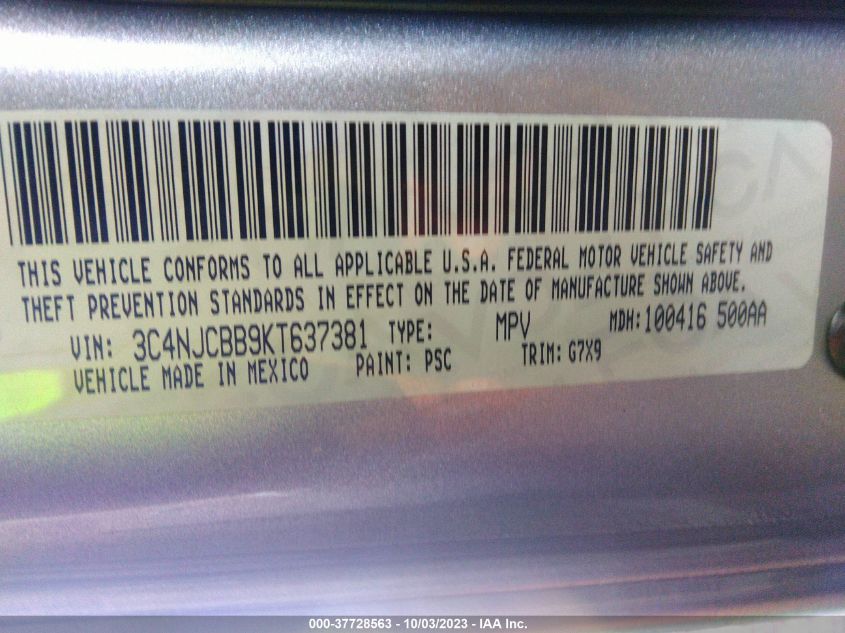 THIS VEHICLE CONFORMS TO ALL APPLICABLE U.S.A. FEDERAL MOTOR VEHICLE SAFETY AND
THEFT PREVENTION STANDARDS IN EFFECT ON THE DATE OF MANUFACTURE SHOWN ABOVE.
VIN: 3C4NJCBB9KT637381 TYPE: MPV MDH:100416 500AA
VEHICLE MADE IN MEXICO PAINT: PSC TRIM: G7X9
000-37728563 - 10/03/2023 - IAA Inc.